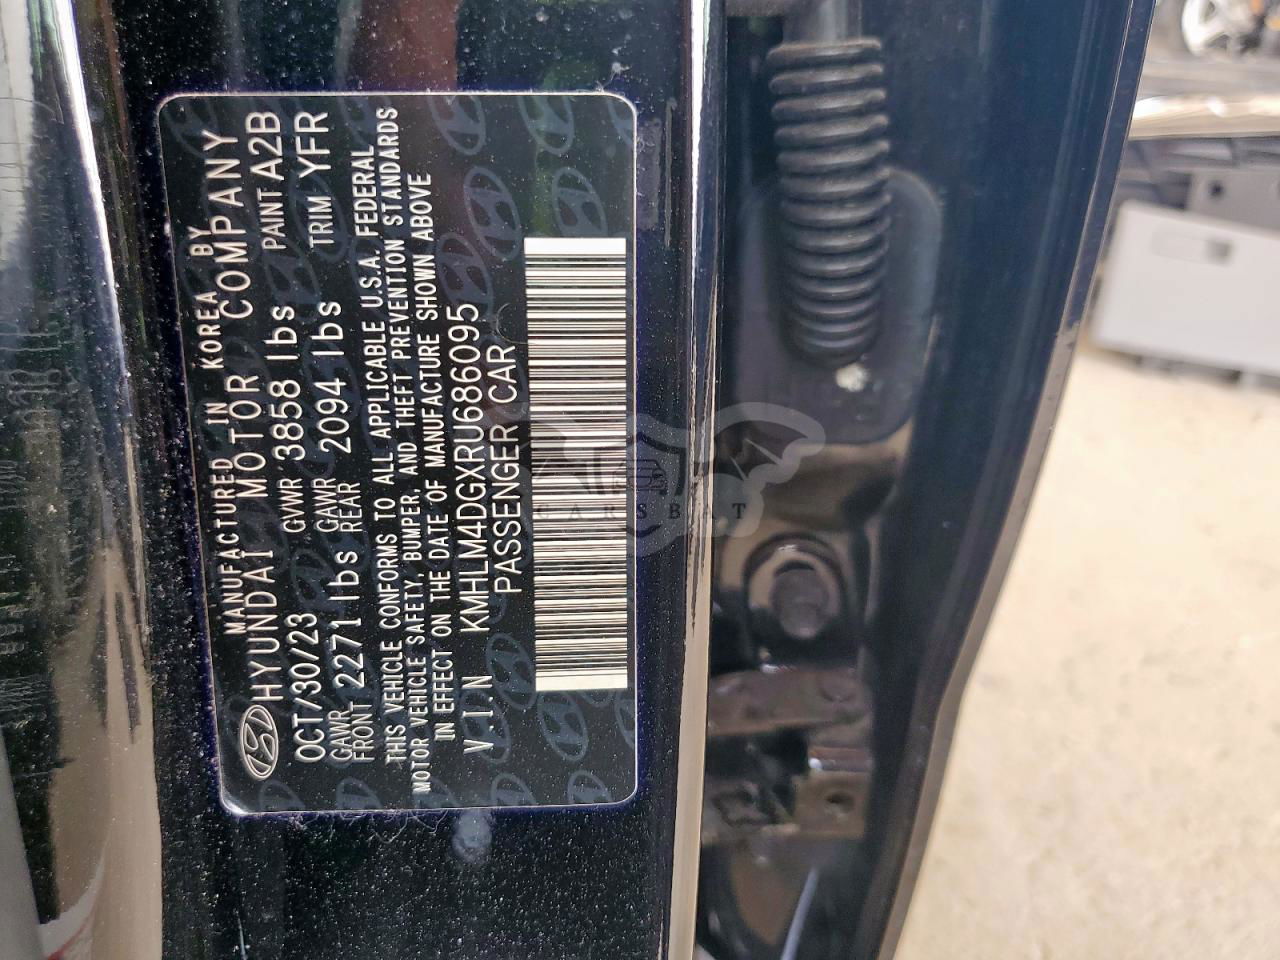 MANUFACTURED IN KOREA BY
HYUNDAI MOTOR COMPANY
OCT/30/23 GVWR 3858 lbs PAINT A2B
GAWR FRONT 2271 lbs GAWR REAR 2094 lbs TRIM YFR
THIS VEHICLE CONFORMS TO ALL APPLICABLE U.S.A. FEDERAL
MOTOR VEHICLE SAFETY, BUMPER, AND THEFT PREVENTION STANDARDS
IN EFFECT ON THE DATE OF MANUFACTURE SHOWN ABOVE
V.I.N KMHLM4DGXRU686095
PASSENGER CAR
CARSBAT